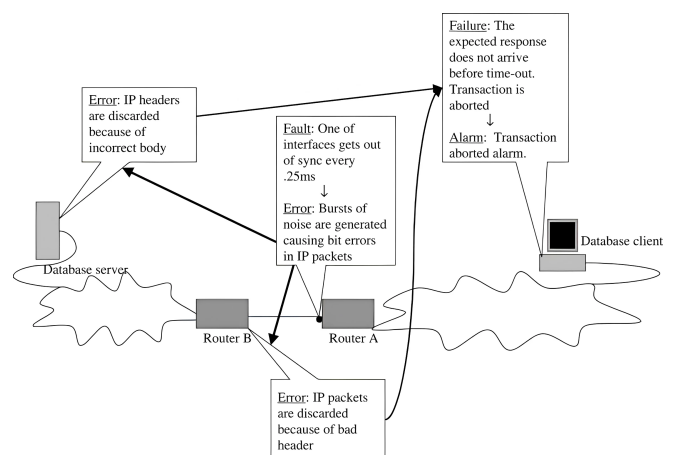 Failure: The
expected response
does not arrive
before time-out.
Transaction is
aborted
↓
Alarm: Transaction
aborted alarm.
Error: IP headers
are discarded
because of
incorrect body
Fault: One of
interfaces gets out
of sync every
.25ms
↓
Error: Bursts of
noise are generated
causing bit errors
in IP packets
Database server
Database client
Router B
Router A
Error: IP packets
are discarded
because of bad
header